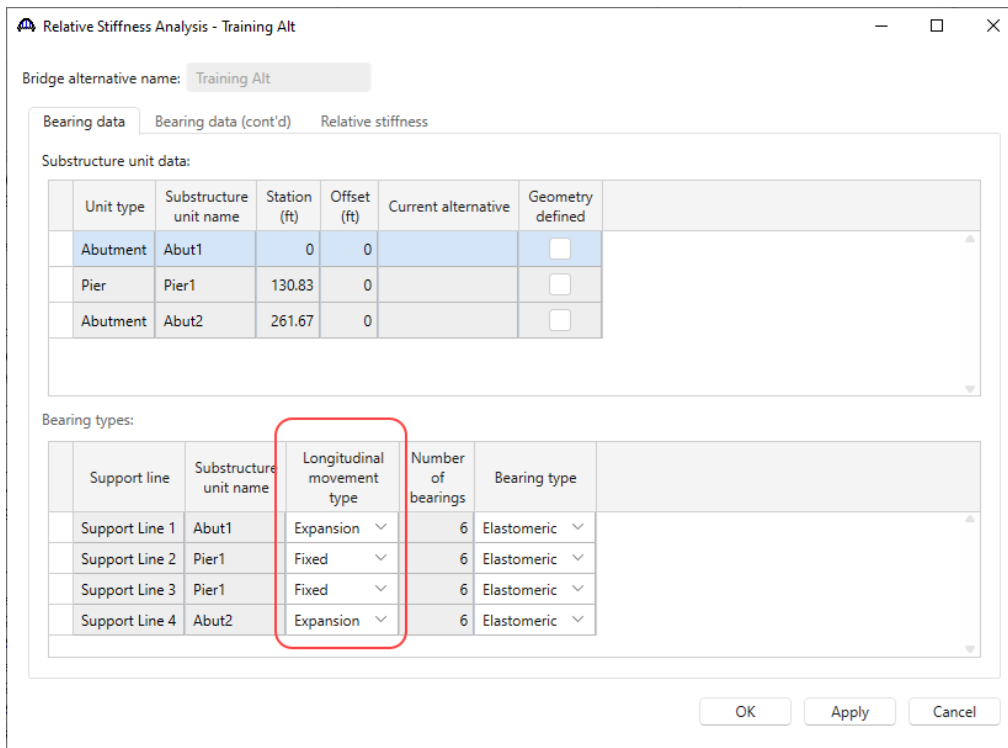 Relative Stiffness Analysis - Training Alt
Bridge alternative name: Training Alt
Bearing data Bearing data (cont'd) Relative stiffness
Substructure unit data:
Unit type Substructure unit name Station (ft) Offset (ft) Current alternative Geometry defined
Abutment Abut1 0 0
Pier Pier1 130.83 0
Abutment Abut2 261.67 0
Bearing types:
Support line Substructure unit name Longitudinal movement type Number of bearings Bearing type
Support Line 1 Abut1 Expansion 6 Elastomeric
Support Line 2 Pier1 Fixed 6 Elastomeric
Support Line 3 Pier1 Fixed 6 Elastomeric
Support Line 4 Abut2 Expansion 6 Elastomeric
OK Apply Cancel